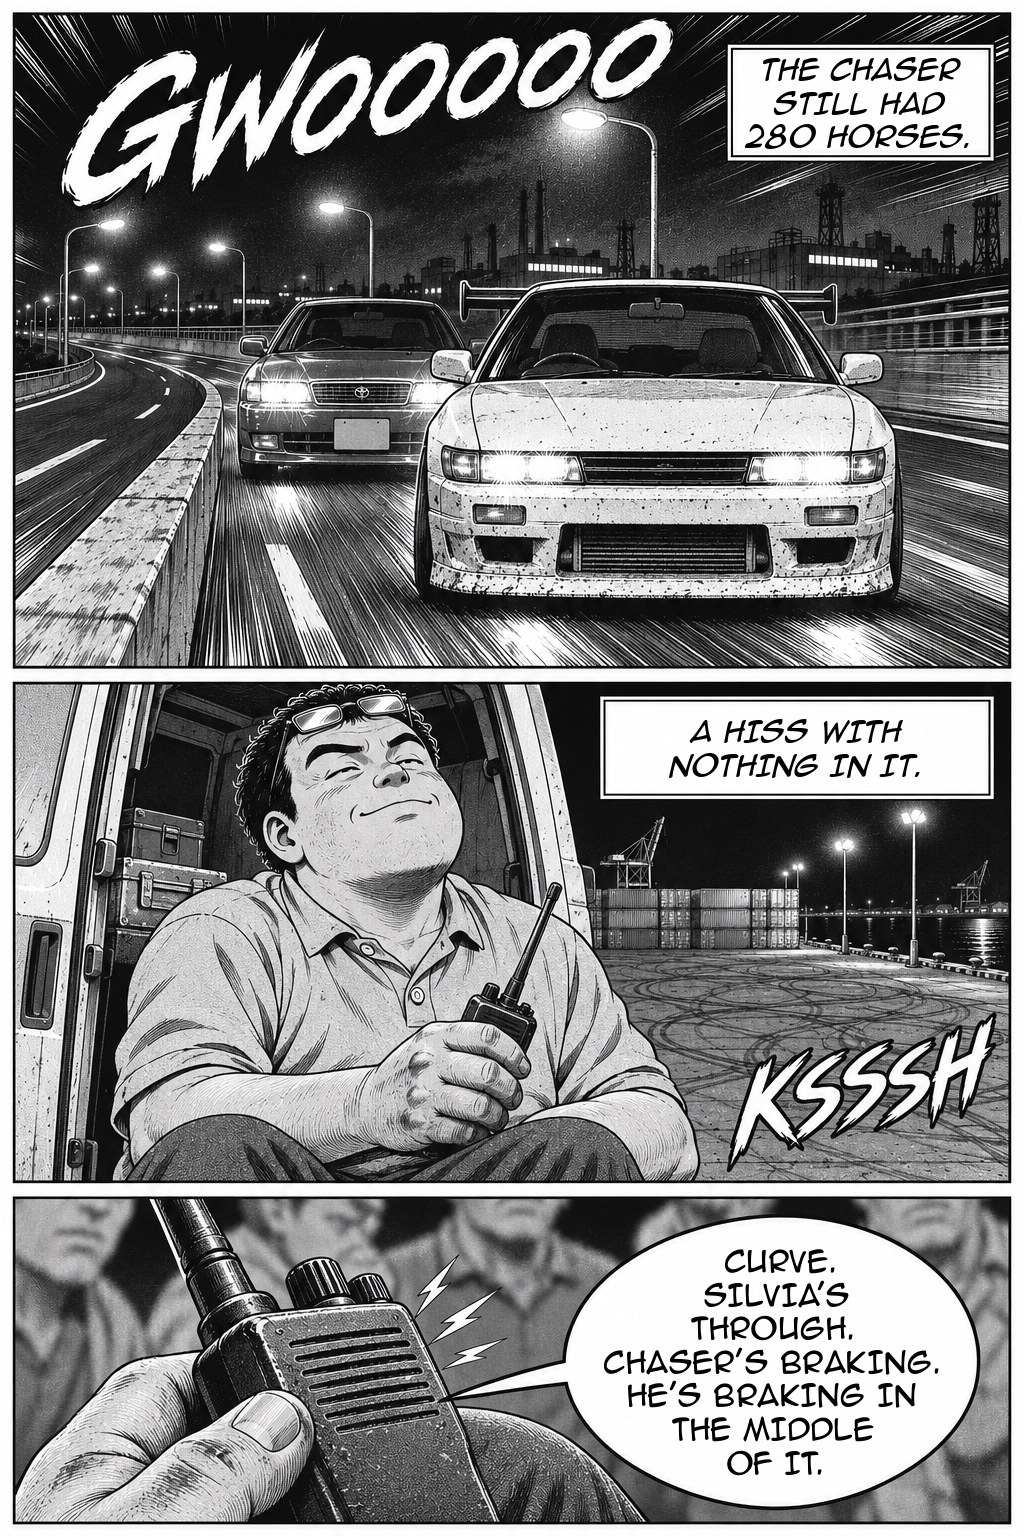 GWOOOOO
THE CHASER
STILL HAD
280 HORSES.
A HISS WITH
NOTHING IN IT.
KSSSH
CURVE.
SILVIA'S
THROUGH.
CHASER'S BRAKING.
HE'S BRAKING IN
THE MIDDLE
OF IT.